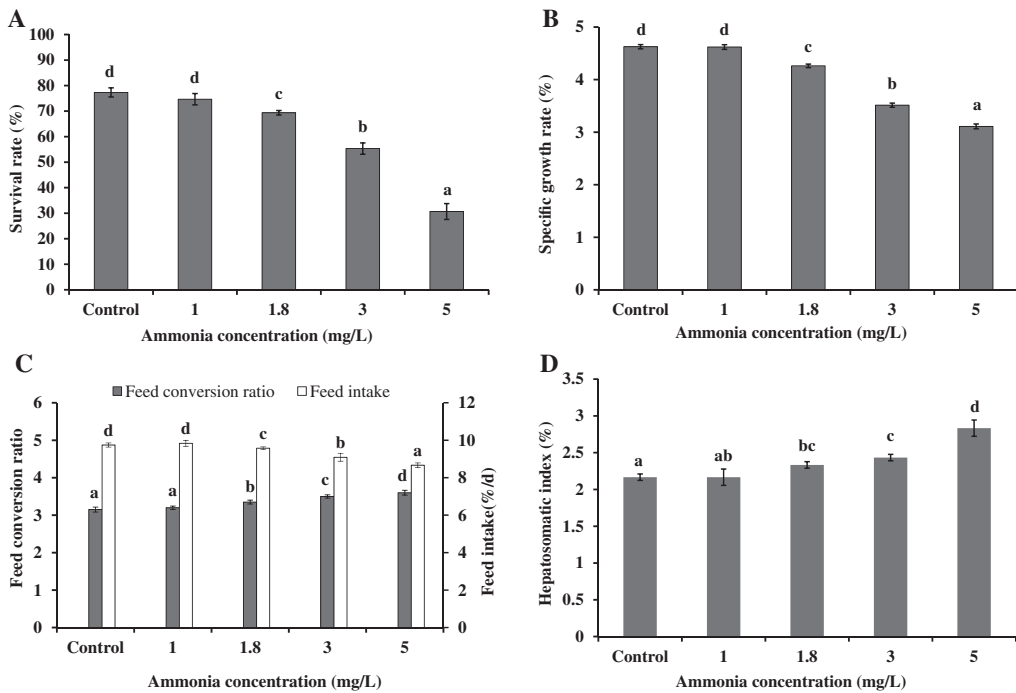 A
100
90
80
70
60
50
40
30
20
10
0
Survival rate (%)
d
d
c
b
a
Control 1 1.8 3 5
Ammonia concentration (mg/L)
B
5
4
3
2
1
0
Specific growth rate (%)
d
d
c
b
a
Control 1 1.8 3 5
Ammonia concentration (mg/L)
C
Feed conversion ratio Feed intake
6
5
4
3
2
1
0
Feed conversion ratio
12
10
8
6
4
2
0
Feed intake(%/d)
d
d
c
b
a
a
a
b
c
d
Control 1 1.8 3 5
Ammonia concentration (mg/L)
D
3.5
3
2.5
2
1.5
1
0.5
0
Hepatosomatic index (%)
a
ab
bc
c
d
Control 1 1.8 3 5
Ammonia concentration (mg/L)